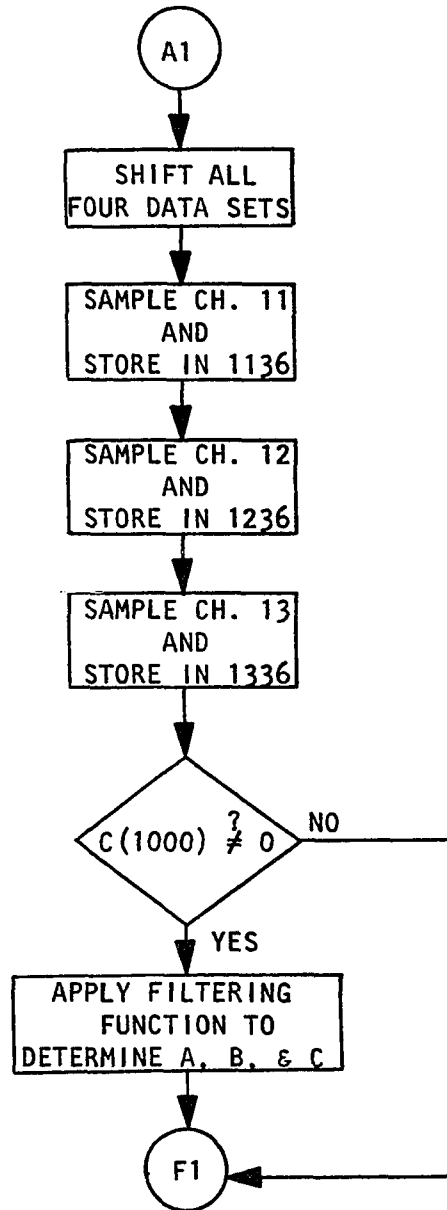 A1
SHIFT ALL
FOUR DATA SETS
SAMPLE CH. 11
AND
STORE IN 1136
SAMPLE CH. 12
AND
STORE IN 1236
SAMPLE CH. 13
AND
STORE IN 1336
?
C(1000) ≠ 0
NO
YES
APPLY FILTERING
FUNCTION TO
DETERMINE A, B, & C
F1